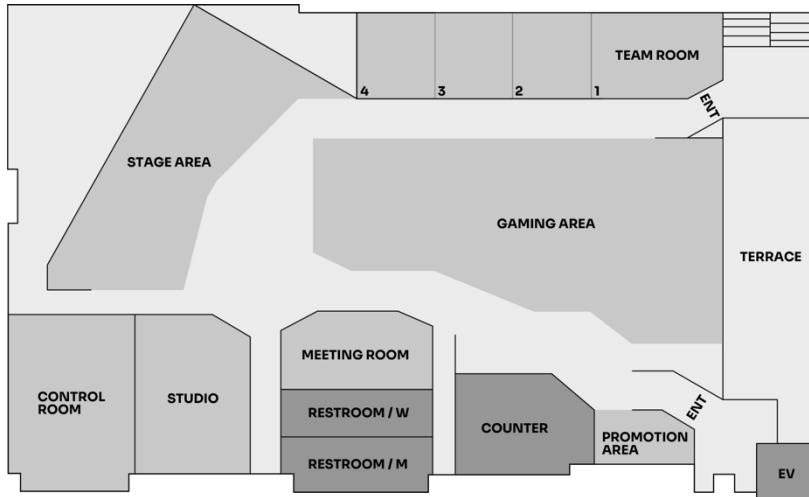 TEAM ROOM
4
3
2
1
ENT
STAGE AREA
GAMING AREA
TERRACE
MEETING ROOM
CONTROL
ROOM
STUDIO
RESTROOM / W
COUNTER
ENT
PROMOTION
AREA
RESTROOM / M
EV